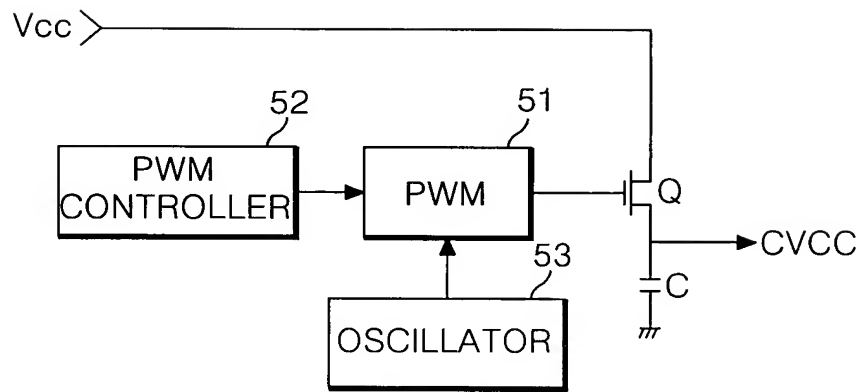 Vcc
52
51
PWM
CONTROLLER
PWM
Q
CVCC
53
C
OSCILLATOR